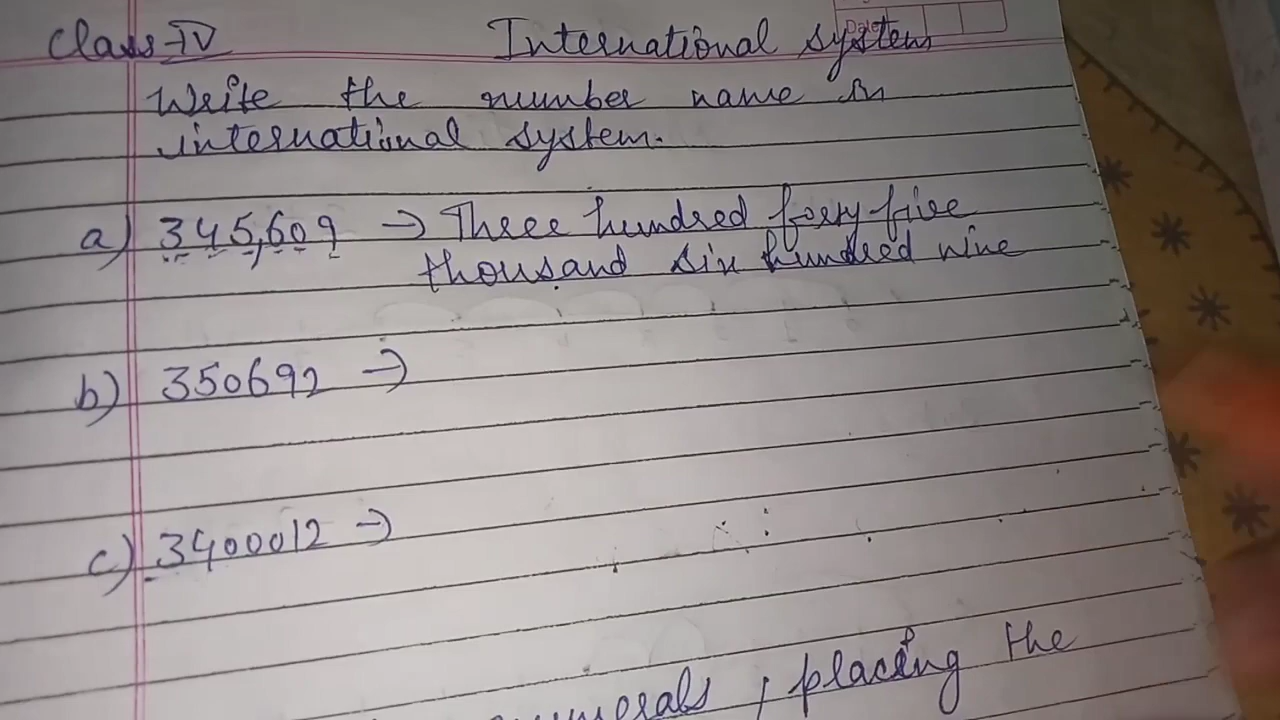 Class-IV
International system
Write the number name in
international system.
a) 345,609 → Three hundred forty-five
thousand six hundred nine
b) 350692 →
c) 3400012 →
, placing the